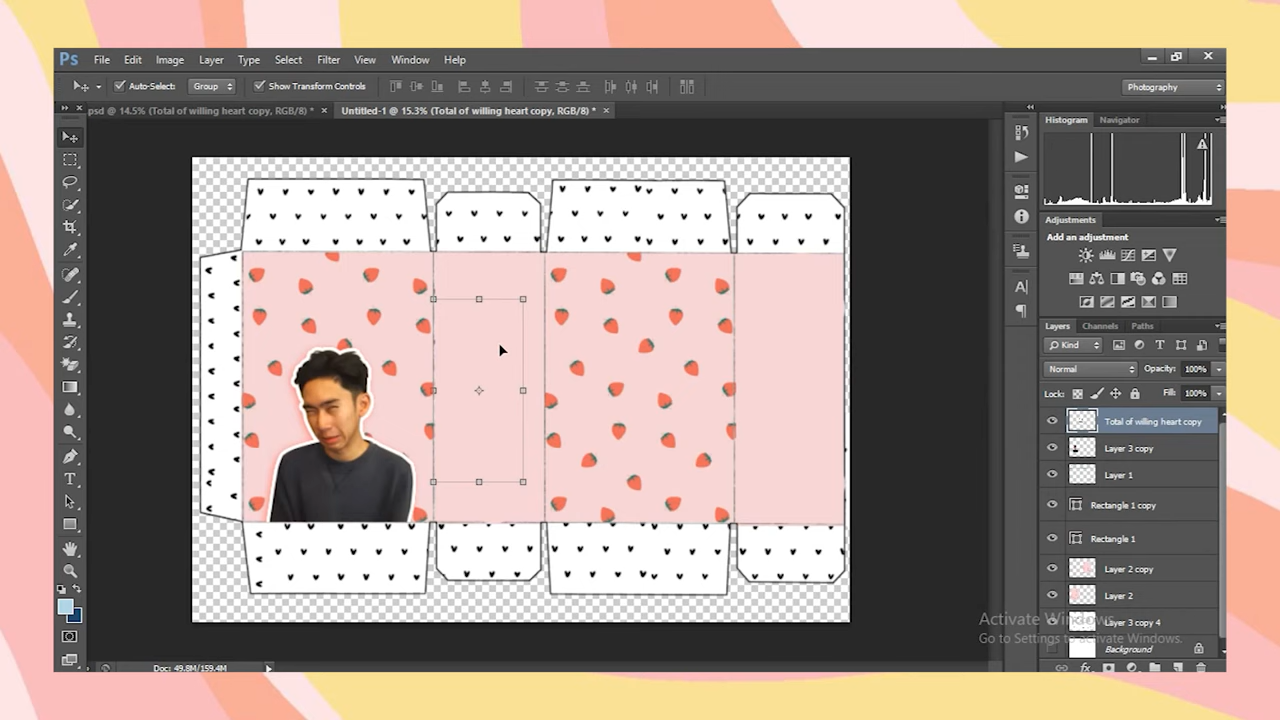 Ps File Edit Image Layer Type Select Filter View Window Help
Auto-Select: Group Show Transform Controls Photography
psd @ 14.5% (Total of willing heart copy, RGB/8) * × Untitled-1 @ 15.3% (Total of willing heart copy, RGB/8) * ×
Histogram Navigator
Adjustments
Add an adjustment
Layers Channels Paths
Kind
Normal Opacity: 100%
Lock: Fill: 100%
Total of willing heart copy
Layer 3 copy
Layer 1
Rectangle 1 copy
Rectangle 1
Layer 2 copy
Layer 2
Layer 3 copy 4
Background
Activate Windows
Go to Settings to activate Windows.
Doc: 49.8M/159.4M